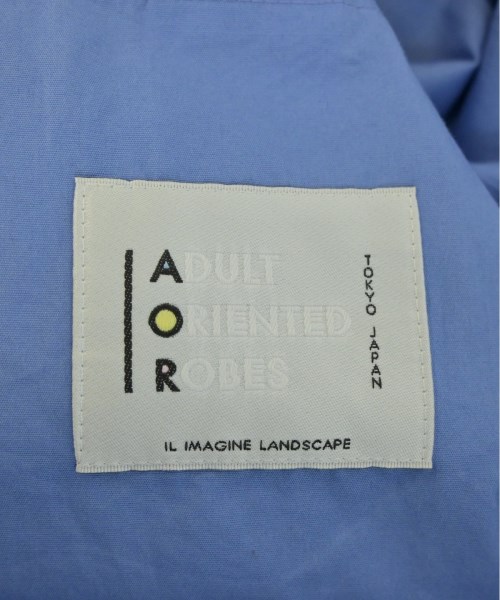 ADULT
ORIENTED
ROBES
TOKYO JAPAN
IL IMAGINE LANDSCAPE